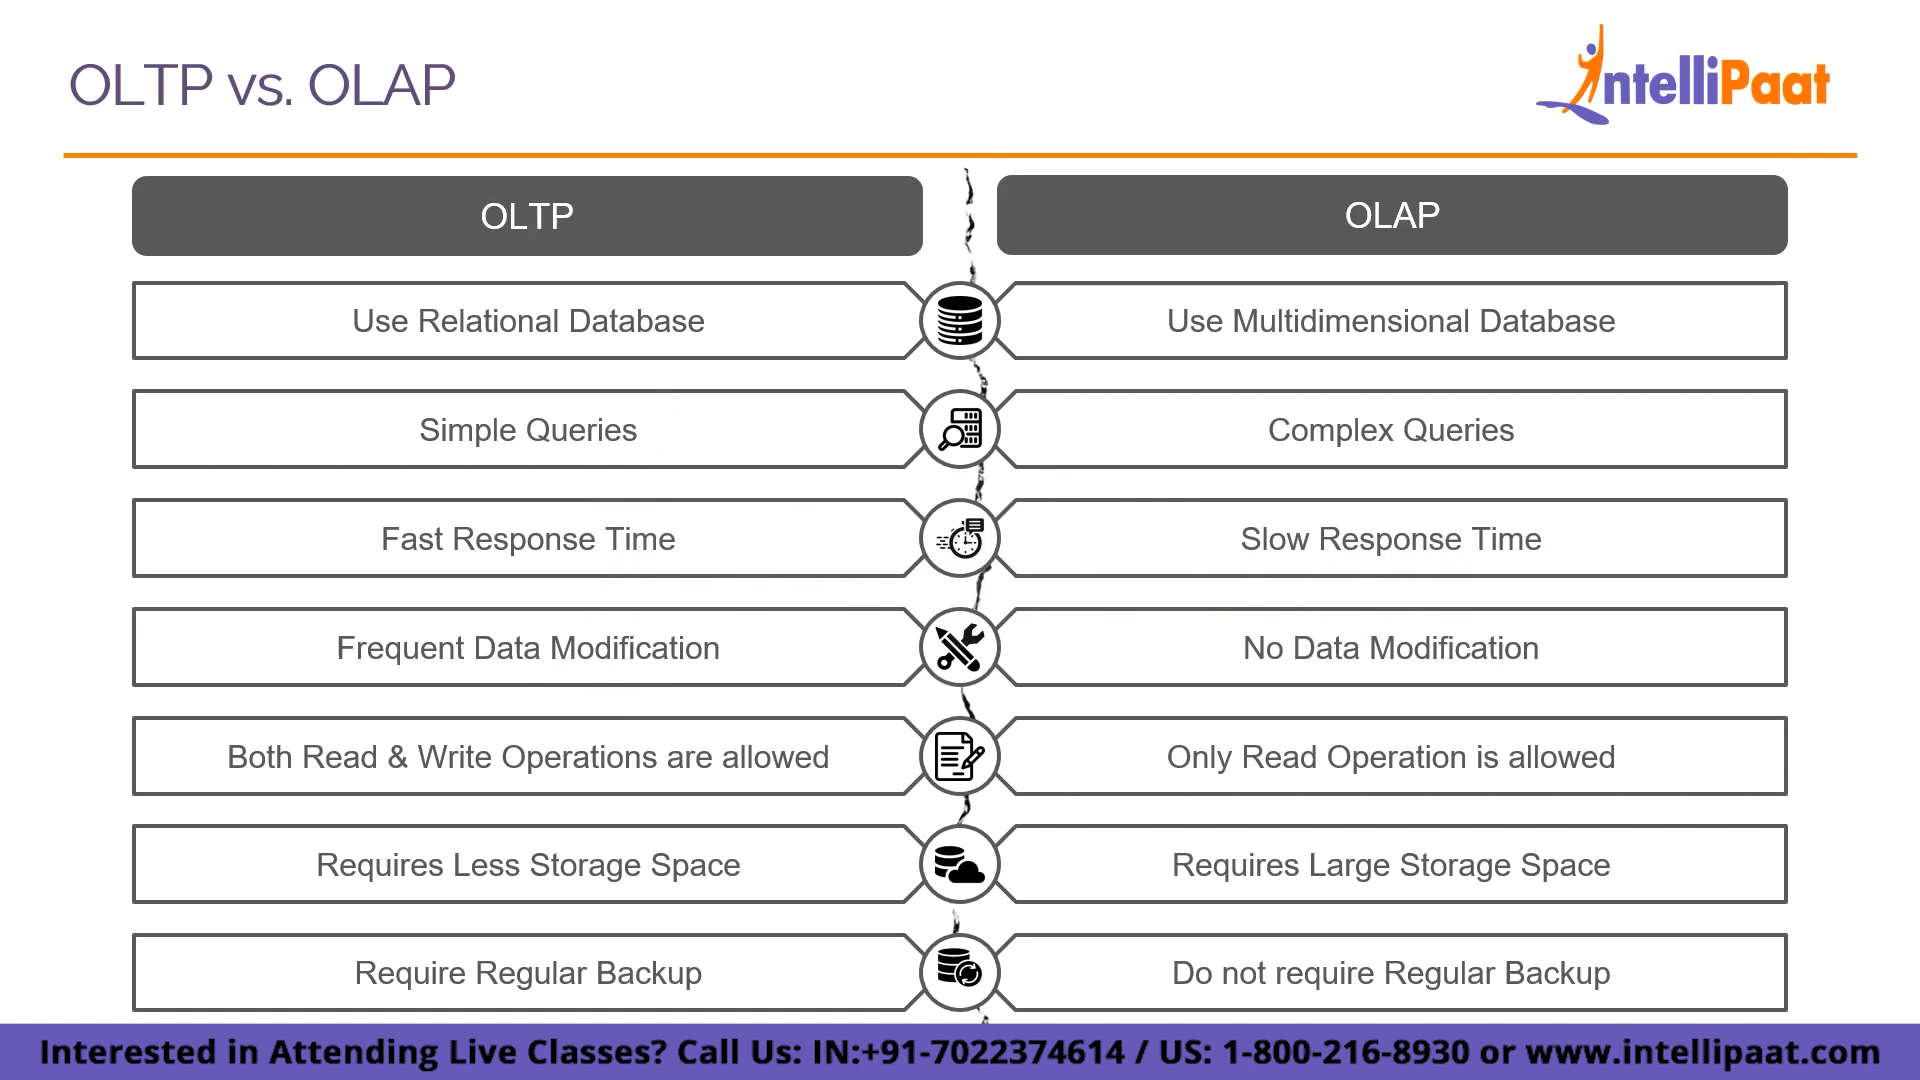 OLTP vs. OLAP
IntelliPaat
OLTP
OLAP
Use Relational Database
Use Multidimensional Database
Simple Queries
Complex Queries
Fast Response Time
Slow Response Time
Frequent Data Modification
No Data Modification
Both Read & Write Operations are allowed
Only Read Operation is allowed
Requires Less Storage Space
Requires Large Storage Space
Require Regular Backup
Do not require Regular Backup
Interested in Attending Live Classes? Call Us: IN:+91-7022374614 / US: 1-800-216-8930 or www.intellipaat.com